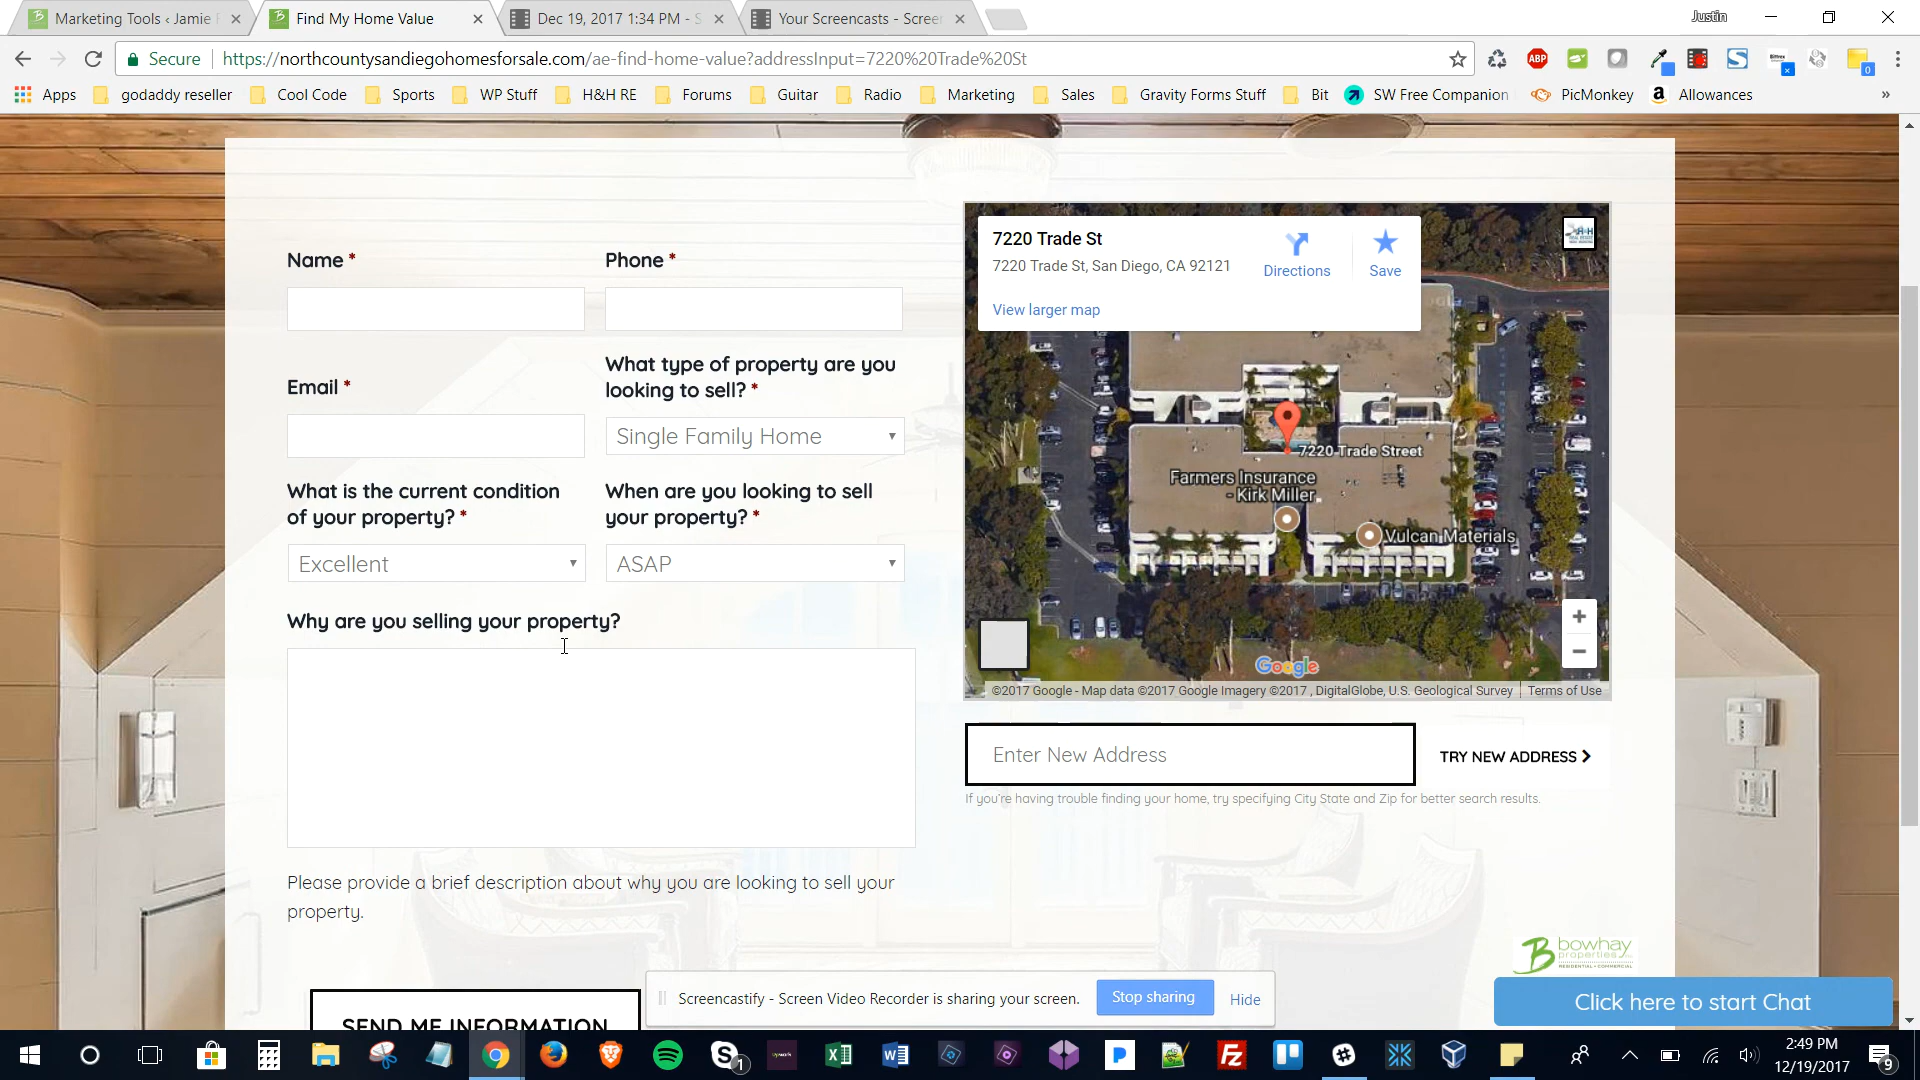 Marketing Tools ‹ Jamie
Find My Home Value
Dec 19, 2017 1:34 PM - S
Your Screencasts - Screen
Justin
Secure
https://northcountysandiegohomesforsale.com/ae-find-home-value?addressInput=7220%20Trade%20St
ABP
0
Apps
godaddy reseller
Cool Code
Sports
WP Stuff
H&H RE
Forums
Guitar
Radio
Marketing
Sales
Gravity Forms Stuff
Bit
SW Free Companion
PicMonkey
Allowances
»
Name *
Phone *
Email *
What type of property are you
looking to sell? *
Single Family Home
What is the current condition
of your property? *
When are you looking to sell
your property? *
Excellent
ASAP
Why are you selling your property?
Please provide a brief description about why you are looking to sell your
property.
SEND ME INFORMATION
7220 Trade St
7220 Trade St, San Diego, CA 92121
View larger map
Directions
Save
7220 Trade Street
Farmers Insurance
- Kirk Miller
Vulcan Materials
+
−
Google
©2017 Google - Map data ©2017 Google Imagery ©2017 , DigitalGlobe, U.S. Geological Survey
Terms of Use
Enter New Address
TRY NEW ADDRESS
If you're having trouble finding your home, try specifying City State and Zip for better search results.
bowhay
properties
RESIDENTIAL • COMMERCIAL
Screencastify - Screen Video Recorder is sharing your screen.
Stop sharing
Hide
Click here to start Chat
1
2:49 PM
12/19/2017
9